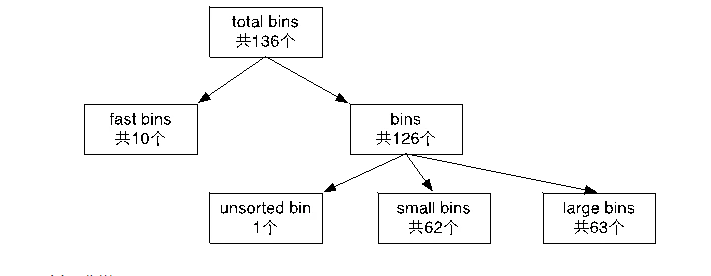 total bins
共136个
fast bins
共10个
bins
共126个
unsorted bin
1个
small bins
共62个
large bins
共63个